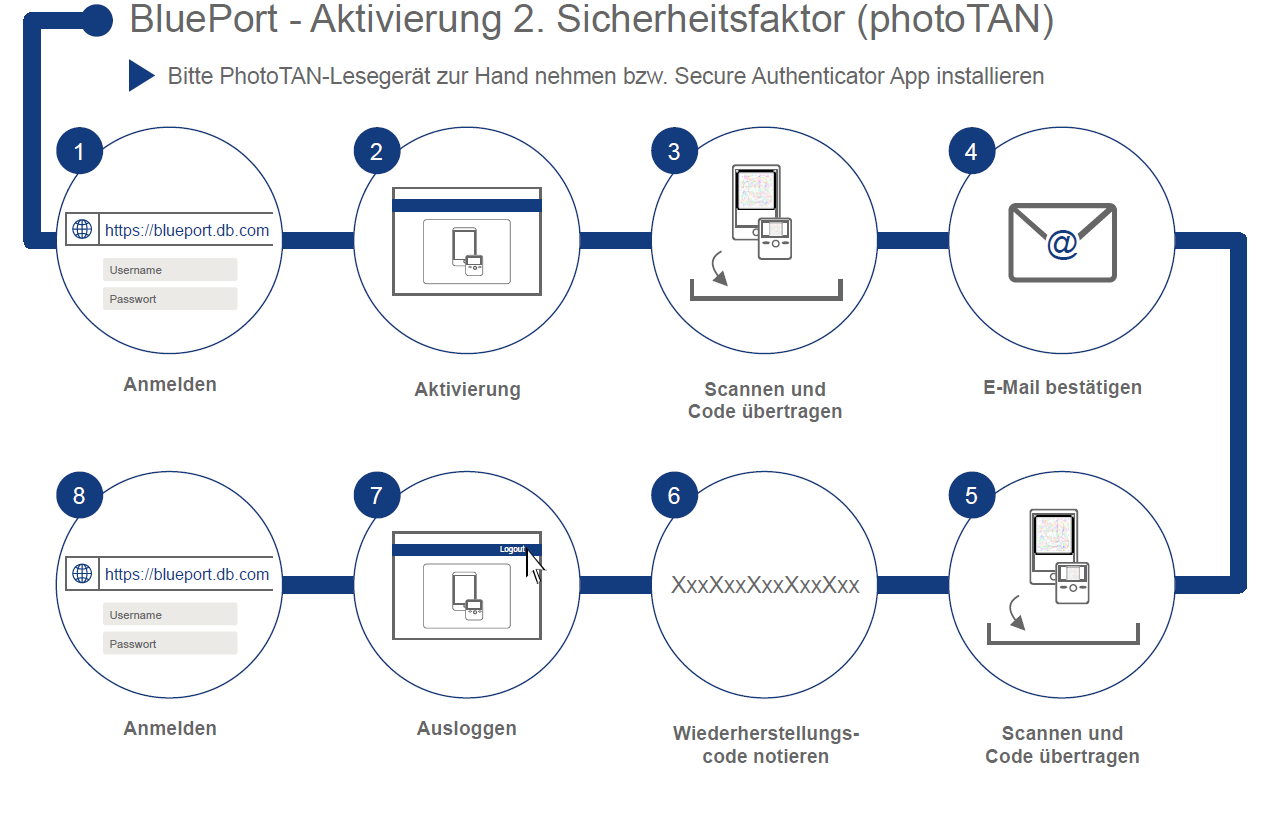 BluePort - Aktivierung 2. Sicherheitsfaktor (photoTAN)
Bitte PhotoTAN-Lesegerät zur Hand nehmen bzw. Secure Authenticator App installieren
1
https://blueport.db.com
Username
Passwort
Anmelden
2
Aktivierung
3
Scannen und
Code übertragen
4
@
E-Mail bestätigen
5
Scannen und
Code übertragen
6
XxxXxxXxxXxxXxx
Wiederherstellungs-
code notieren
7
Logout
Ausloggen
8
https://blueport.db.com
Username
Passwort
Anmelden